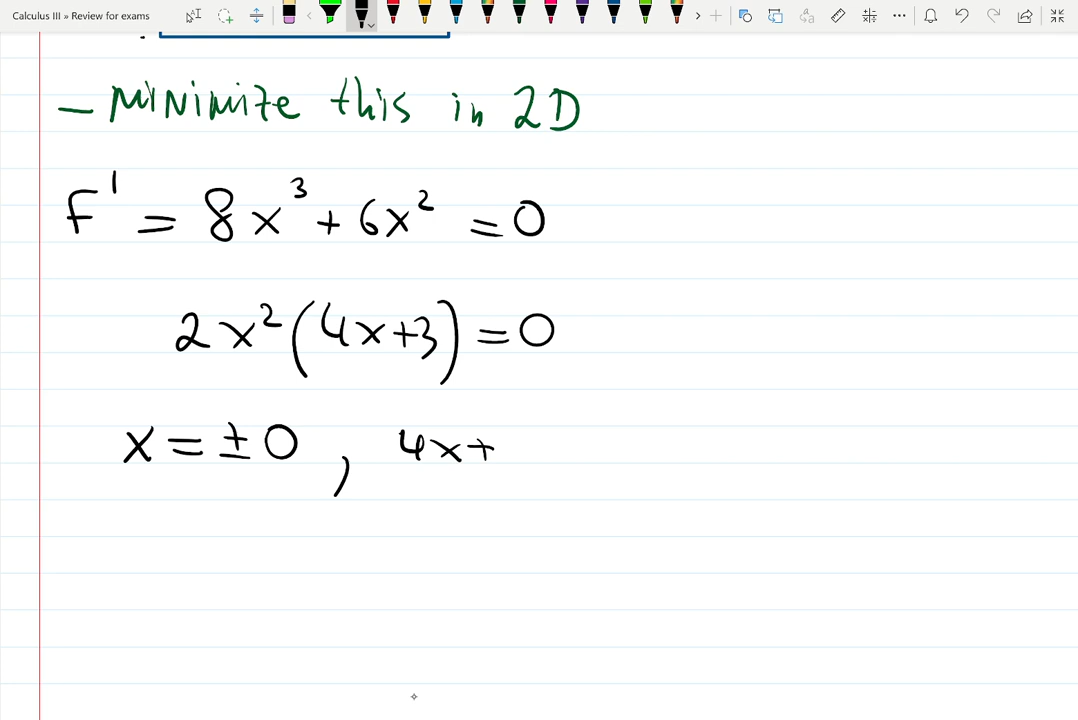 Calculus III » Review for exams
- Minimize this in 2D
F' = 8x³ + 6x² = 0
2x²(4x+3) = 0
x = ±0 , 4x+